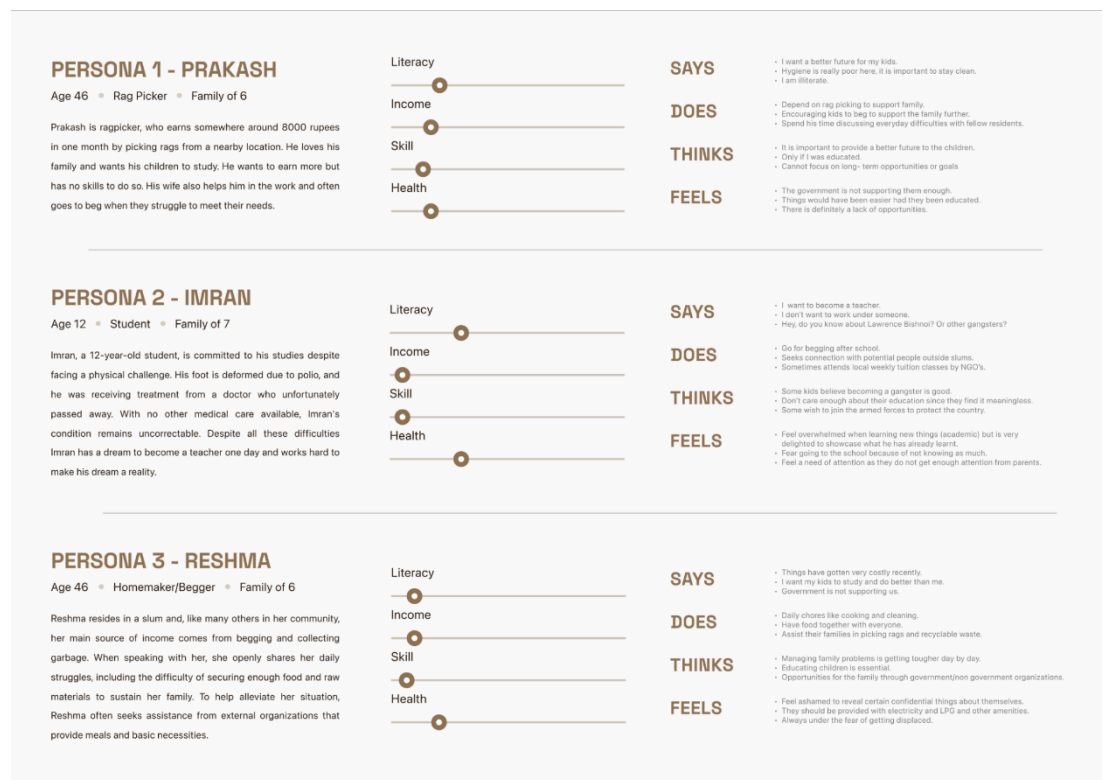 PERSONA 1 - PRAKASH
Age 46 • Rag Picker • Family of 6
Prakash is ragpicker, who earns somewhere around 8000 rupees
in one month by picking rags from a nearby location. He loves his
family and wants his children to study. He wants to earn more but
has no skills to do so. His wife also helps him in the work and often
goes to beg when they struggle to meet their needs.
Literacy
Income
Skill
Health
SAYS
• I want a better future for my kids.
• Hygiene is really poor here, it is important to stay clean.
• I am illiterate.
DOES
• Depend on rag picking to support family.
• Encouraging kids to beg to support the family further.
• Spend his time discussing everyday difficulties with fellow residents.
THINKS
• It is important to provide a better future to the children.
• Only if I was educated.
• Cannot focus on long- term opportunities or goals
FEELS
• The government is not supporting them enough.
• Things would have been easier had they been educated.
• There is definitely a lack of opportunities.
PERSONA 2 - IMRAN
Age 12 • Student • Family of 7
Imran, a 12-year-old student, is committed to his studies despite
facing a physical challenge. His foot is deformed due to polio, and
he was receiving treatment from a doctor who unfortunately
passed away. With no other medical care available, Imran's
condition remains uncorrectable. Despite all these difficulties
Imran has a dream to become a teacher one day and works hard to
make his dream a reality.
Literacy
Income
Skill
Health
SAYS
• I want to become a teacher.
• I don't want to work under someone.
• Hey, do you know about Lawrence Bishnoi? Or other gangsters?
DOES
• Go for begging after school.
• Seeks connection with potential people outside slums.
• Sometimes attends local weekly tuition classes by NGO's.
THINKS
• Some kids believe becoming a gangster is good.
• Don't care enough about their education since they find it meaningless.
• Some wish to join the armed forces to protect the country.
FEELS
• Feel overwhelmed when learning new things (academic) but is very
delighted to showcase what he has already learnt.
• Fear going to the school because of not knowing as much.
• Feel a need of attention as they do not get enough attention from parents.
PERSONA 3 - RESHMA
Age 46 • Homemaker/Begger • Family of 6
Reshma resides in a slum and, like many others in her community,
her main source of income comes from begging and collecting
garbage. When speaking with her, she openly shares her daily
struggles, including the difficulty of securing enough food and raw
materials to sustain her family. To help alleviate her situation,
Reshma often seeks assistance from external organizations that
provide meals and basic necessities.
Literacy
Income
Skill
Health
SAYS
• Things have gotten very costly recently.
• I want my kids to study and do better than me.
• Government is not supporting us.
DOES
• Daily chores like cooking and cleaning.
• Have food together with everyone.
• Assist their families in picking rags and recyclable waste.
THINKS
• Managing family problems is getting tougher day by day.
• Educating children is essential.
• Opportunities for the family through government/non government organizations.
FEELS
• Feel ashamed to reveal certain confidential things about themselves.
• They should be provided with electricity and LPG and other amenities.
• Always under the fear of getting displaced.